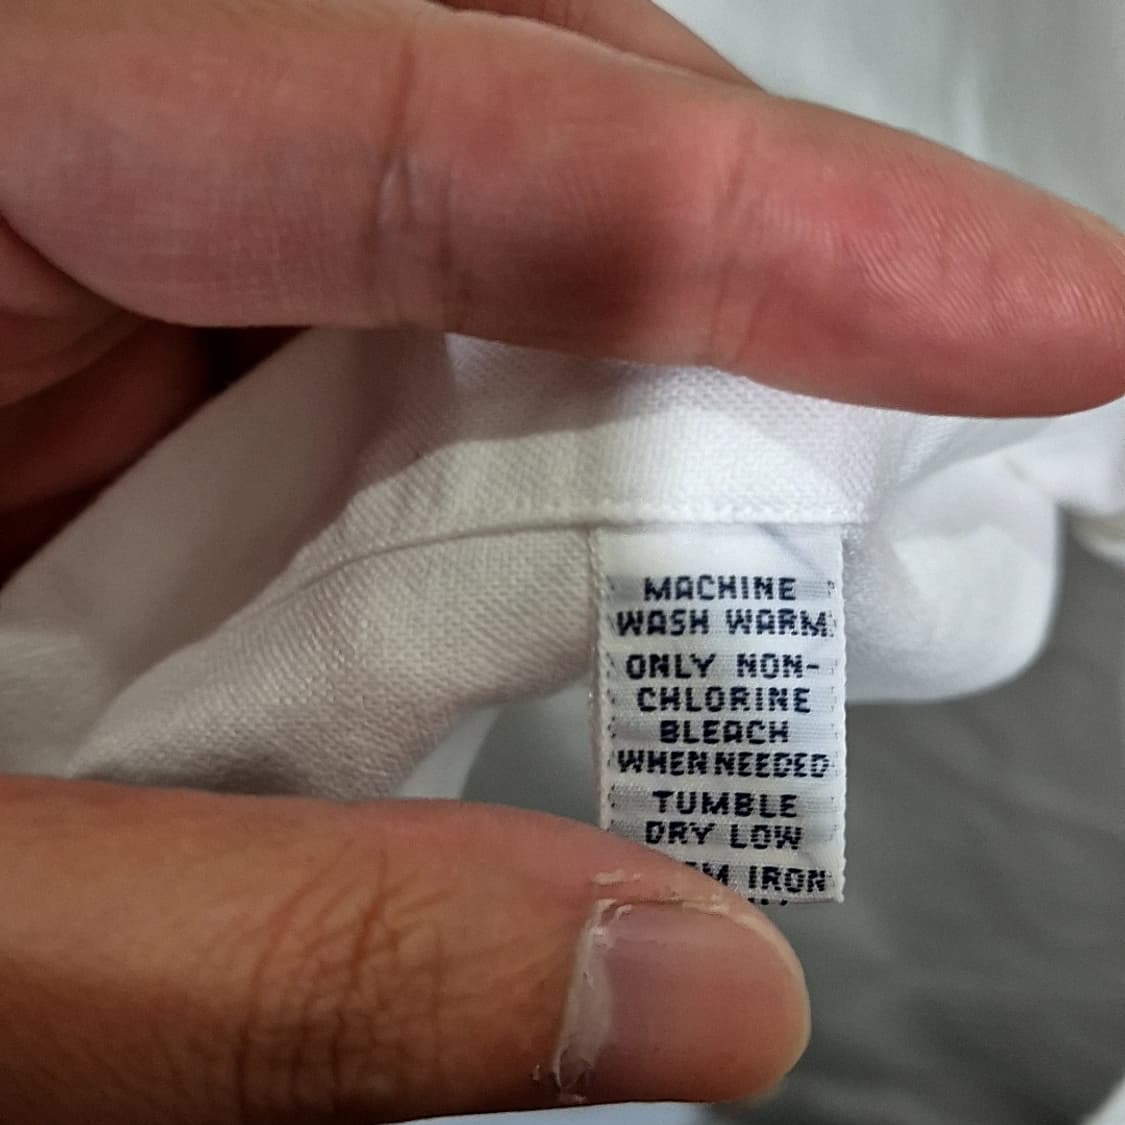 MACHINE
WASH WARM
ONLY NON-
CHLORINE
BLEACH
WHEN NEEDED
TUMBLE
DRY LOW
IRON